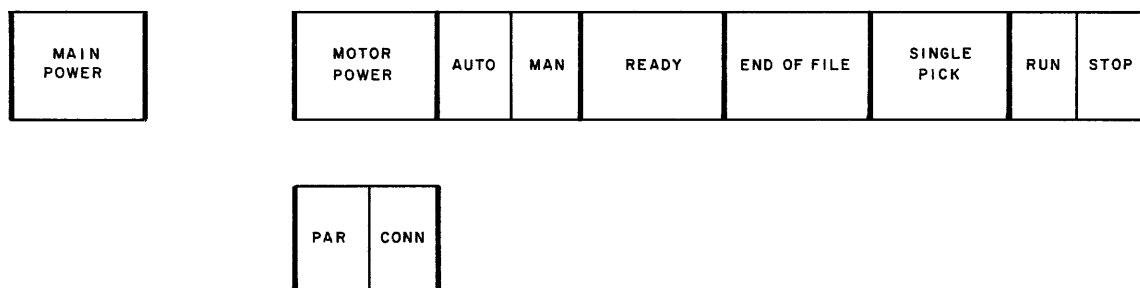 MAIN
POWER
MOTOR
POWER
AUTO
MAN
READY
END OF FILE
SINGLE
PICK
RUN
STOP
PAR
CONN